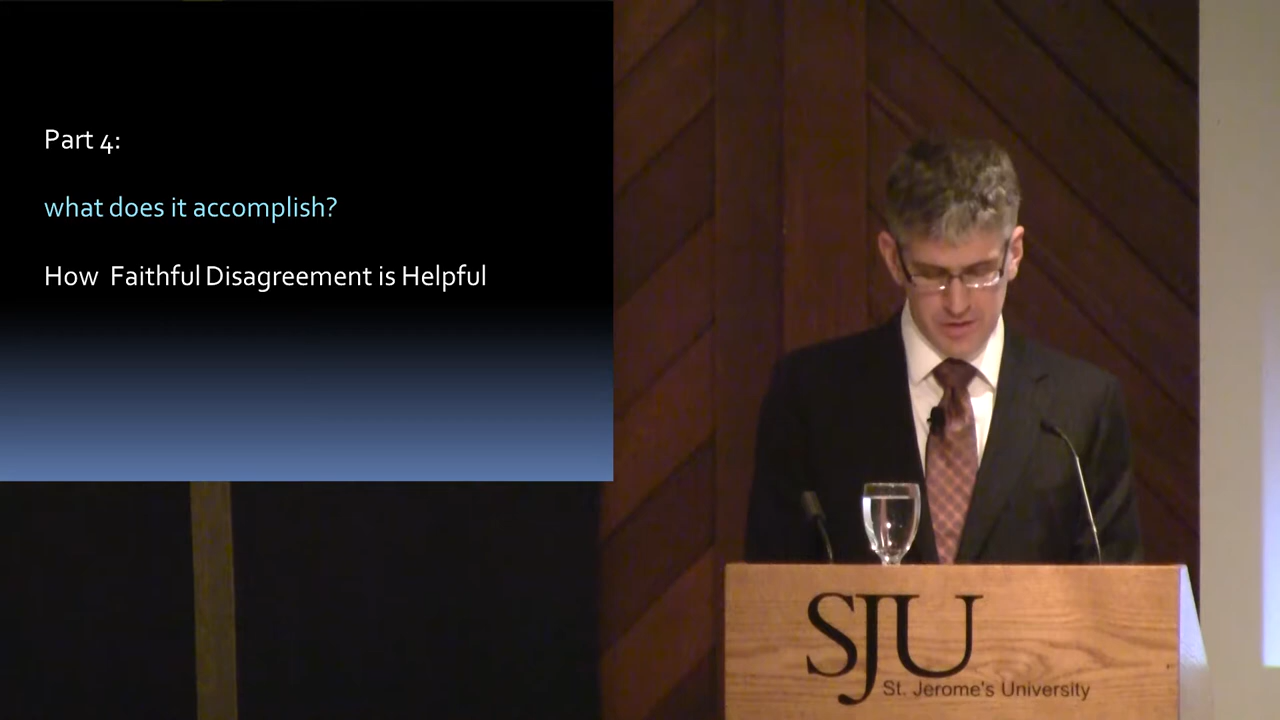 Part 4:
what does it accomplish?
How Faithful Disagreement is Helpful
SJU
St. Jerome's University